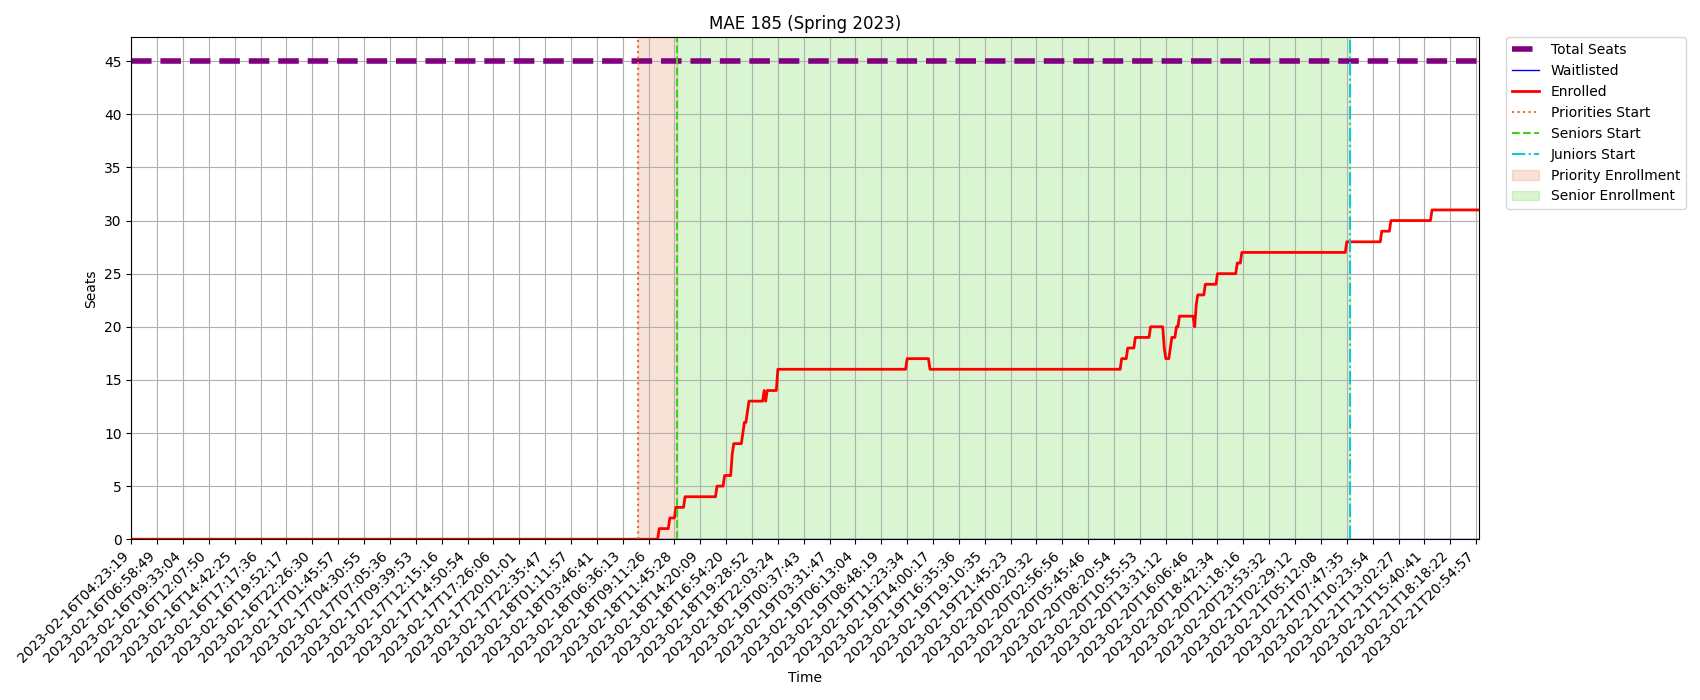 MAE 185 (Spring 2023)
Total Seats
Waitlisted
Enrolled
Priorities Start
Seniors Start
Juniors Start
Priority Enrollment
Senior Enrollment
Seats
45
40
35
30
25
20
15
10
5
0
2023-02-16T04:23:19
2023-02-16T06:58:49
2023-02-16T09:33:04
2023-02-16T12:07:50
2023-02-16T14:42:25
2023-02-16T17:17:36
2023-02-16T19:52:17
2023-02-16T22:26:30
2023-02-17T01:45:57
2023-02-17T04:30:55
2023-02-17T07:05:36
2023-02-17T09:39:53
2023-02-17T12:15:16
2023-02-17T14:50:54
2023-02-17T17:26:06
2023-02-17T20:01:01
2023-02-17T22:35:47
2023-02-18T01:11:57
2023-02-18T03:46:41
2023-02-18T06:36:13
2023-02-18T09:11:26
2023-02-18T11:45:28
2023-02-18T14:20:09
2023-02-18T16:54:20
2023-02-18T19:28:52
2023-02-18T22:03:24
2023-02-19T00:37:43
2023-02-19T03:31:47
2023-02-19T06:13:04
2023-02-19T08:48:19
2023-02-19T11:23:34
2023-02-19T14:00:17
2023-02-19T16:35:36
2023-02-19T19:10:35
2023-02-19T21:45:23
2023-02-20T00:20:32
2023-02-20T02:56:56
2023-02-20T05:45:46
2023-02-20T08:20:54
2023-02-20T10:55:53
2023-02-20T13:31:12
2023-02-20T16:06:46
2023-02-20T18:42:34
2023-02-20T21:18:16
2023-02-20T23:53:32
2023-02-21T02:29:12
2023-02-21T05:12:08
2023-02-21T07:47:35
2023-02-21T10:23:54
2023-02-21T13:02:27
2023-02-21T15:40:41
2023-02-21T18:18:22
2023-02-21T20:54:57
Time